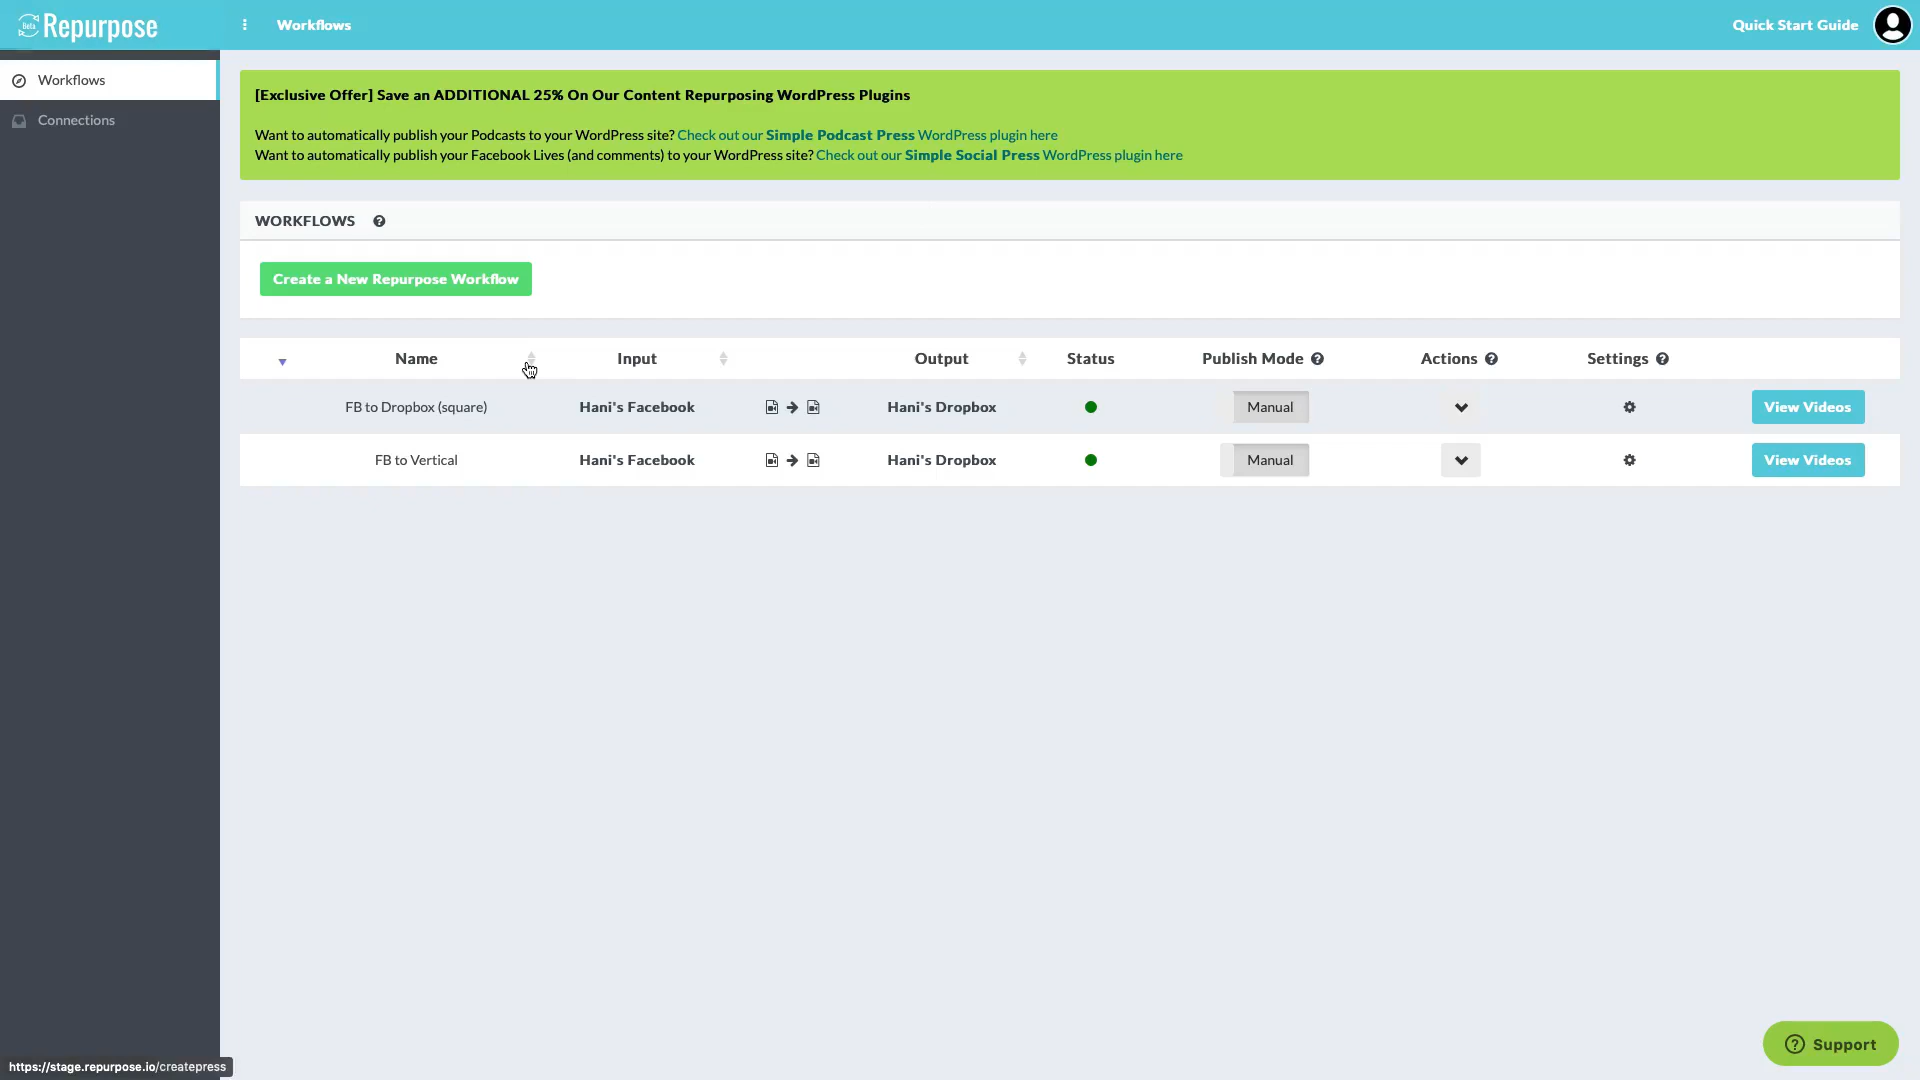 Beta Repurpose
Workflows
Quick Start Guide
Workflows
Connections
[Exclusive Offer] Save an ADDITIONAL 25% On Our Content Repurposing WordPress Plugins
Want to automatically publish your Podcasts to your WordPress site? Check out our Simple Podcast Press WordPress plugin here
Want to automatically publish your Facebook Lives (and comments) to your WordPress site? Check out our Simple Social Press WordPress plugin here
WORKFLOWS
Create a New Repurpose Workflow
Name Input Output Status Publish Mode Actions Settings
FB to Dropbox (square) Hani's Facebook Hani's Dropbox Manual View Videos
FB to Vertical Hani's Facebook Hani's Dropbox Manual View Videos
Support
https://stage.repurpose.io/createpress